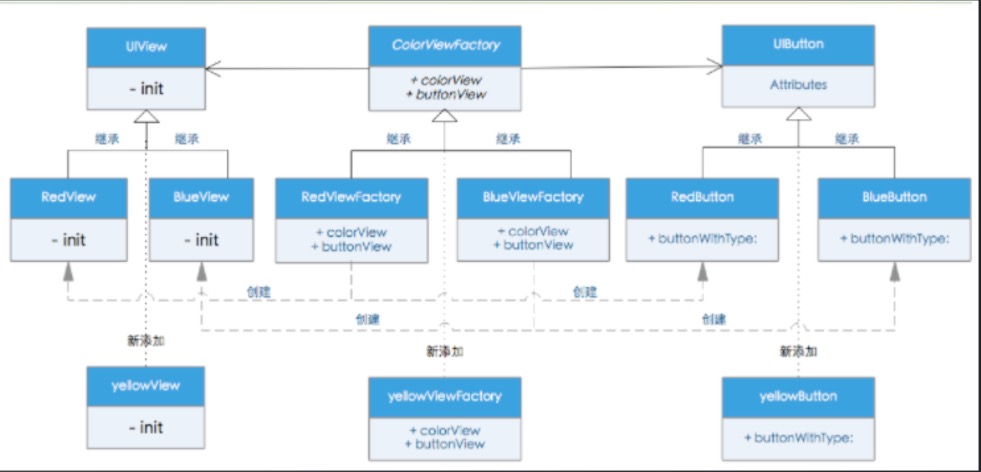 UIView
- init
ColorViewFactory
+ colorView
+ buttonView
UIButton
Attributes
继承
继承
继承
继承
继承
继承
RedView
- init
BlueView
- init
RedViewFactory
+ colorView
+ buttonView
BlueViewFactory
+ colorView
+ buttonView
RedButton
+ buttonWithType:
BlueButton
+ buttonWithType:
创建
创建
创建
创建
新添加
新添加
新添加
yellowView
- init
yellowViewFactory
+ colorView
+ buttonView
yellowButton
+ buttonWithType: